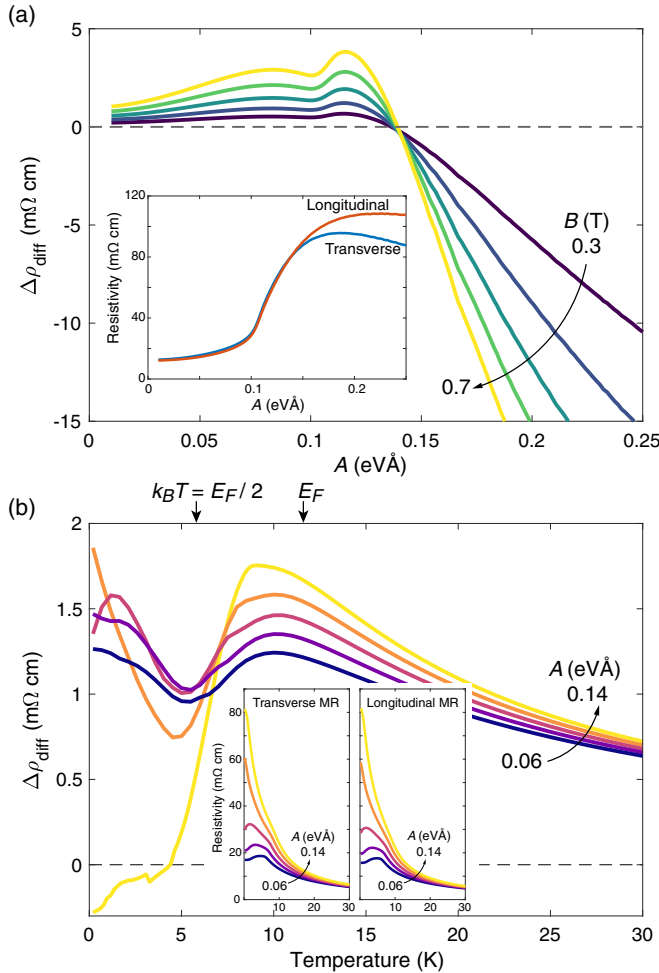 (a)
5
0
-5
-10
-15
Δρdiff (mΩ cm)
0
0.05
0.1
0.15
0.2
0.25
A (eVÅ)
B (T)
0.3
0.7
120
80
40
0
Resistivity (mΩ cm)
Longitudinal
Transverse
0
0.1
0.2
A (eVÅ)
kBT = EF / 2
EF
(b)
2
1.5
1
0.5
0
Δρdiff (mΩ cm)
0
5
10
15
20
25
30
Temperature (K)
A (eVÅ)
0.14
0.06
Transverse MR
Longitudinal MR
80
60
40
20
0
Resistivity (mΩ cm)
A (eVÅ)
0.14
0.06
10
20
30
A (eVÅ)
0.14
0.06
10
20
30